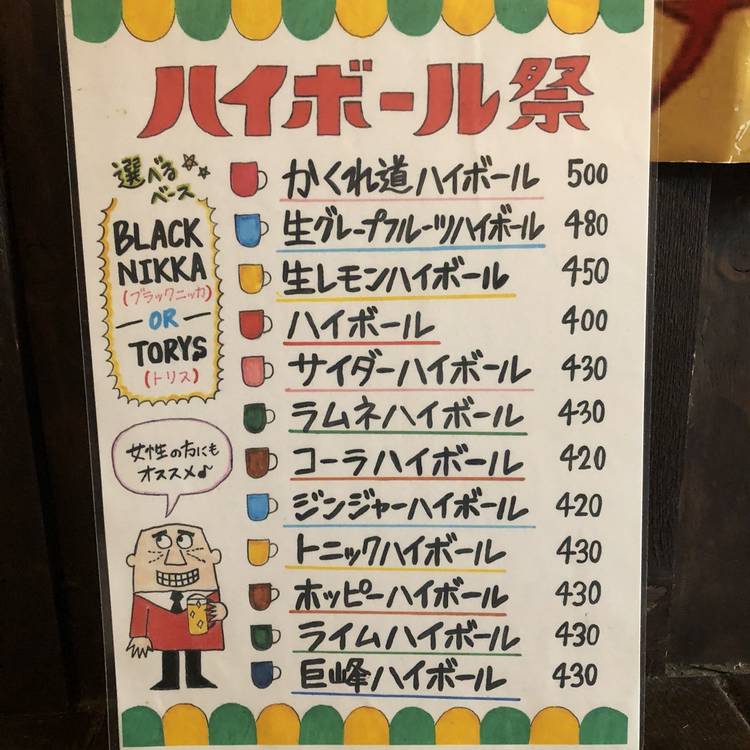 ハイボール祭
選べる
ベース
BLACK
NIKKA
(ブラックニッカ)
OR
TORYS
(トリス)
かくれ道ハイボール 500
生グレープフルーツハイボール 480
生レモンハイボール 450
ハイボール 400
サイダーハイボール 430
ラムネハイボール 430
コーラハイボール 420
ジンジャーハイボール 420
トニックハイボール 430
ホッピーハイボール 430
ライムハイボール 430
巨峰ハイボール 430
女性の方にも
オススメ♪